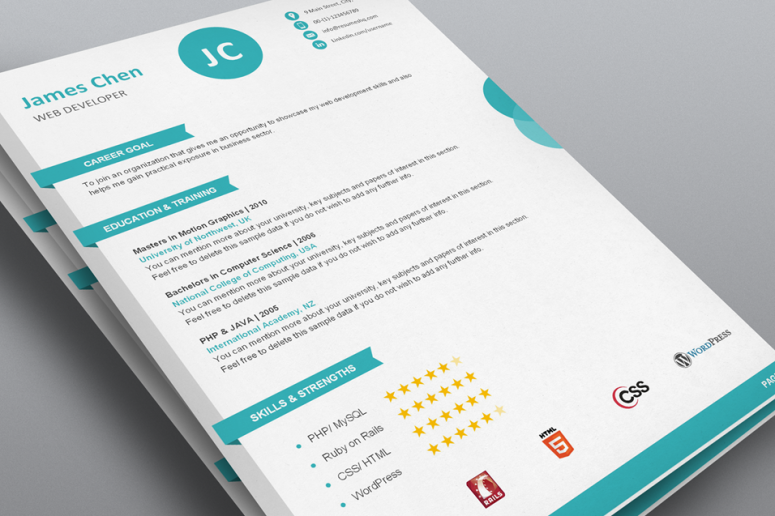 James Chen
WEB DEVELOPER
JC
9 Main Street, City,
00-111-123456789
info@resumeshq.com
linkedin.com/username
CAREER GOAL
To join an organization that gives me an opportunity to showcase my web development skills and also
helps me gain practical exposure in business sector.
EDUCATION & TRAINING
Masters in Motion Graphics | 2010
University of Northwest, UK
You can mention more about your university, key subjects and papers of interest in this section.
Feel free to delete this sample data if you do not wish to add any further info.
Bachelors in Computer Science | 2006
National College of Computing, USA
You can mention more about your university, key subjects and papers of interest in this section.
Feel free to delete this sample data if you do not wish to add any further info.
PHP & JAVA | 2005
International Academy, NZ
You can mention more about your university, key subjects and papers of interest in this section.
Feel free to delete this sample data if you do not wish to add any further info.
SKILLS & STRENGTHS
PHP/ MySQL
Ruby on Rails
CSS/ HTML
WordPress
RAILS
HTML
5
CSS
WORDPRESS